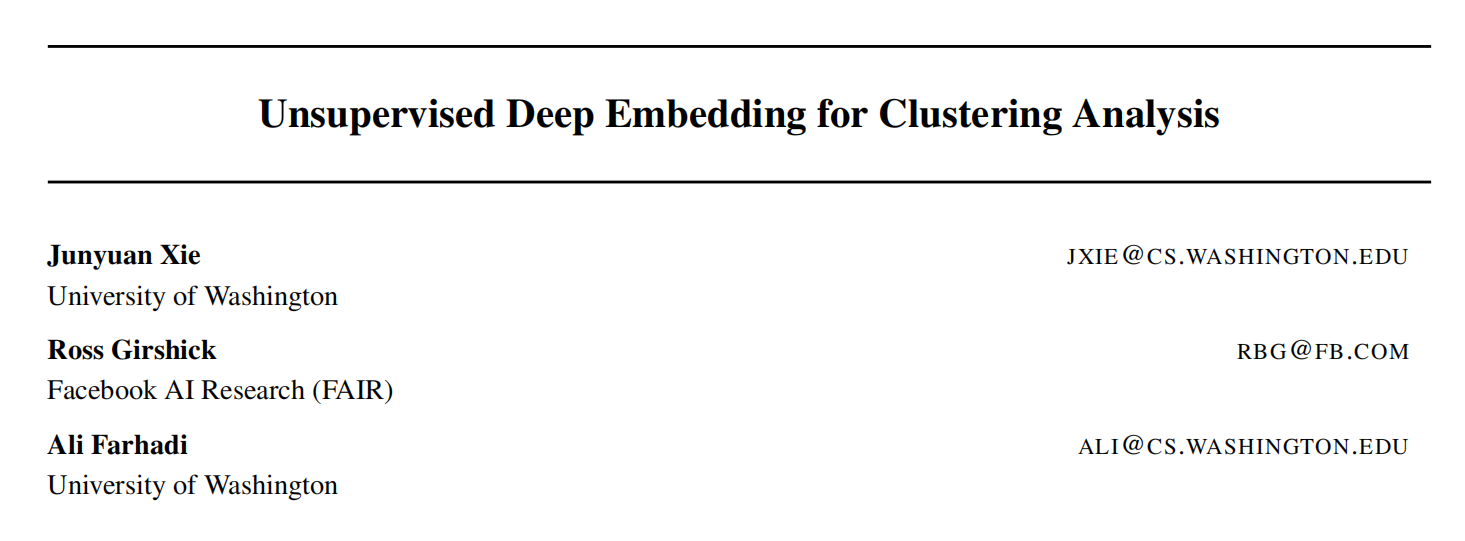 Unsupervised Deep Embedding for Clustering Analysis
Junyuan Xie JXIE@CS.WASHINGTON.EDU
University of Washington
Ross Girshick RBG@FB.COM
Facebook AI Research (FAIR)
Ali Farhadi ALI@CS.WASHINGTON.EDU
University of Washington